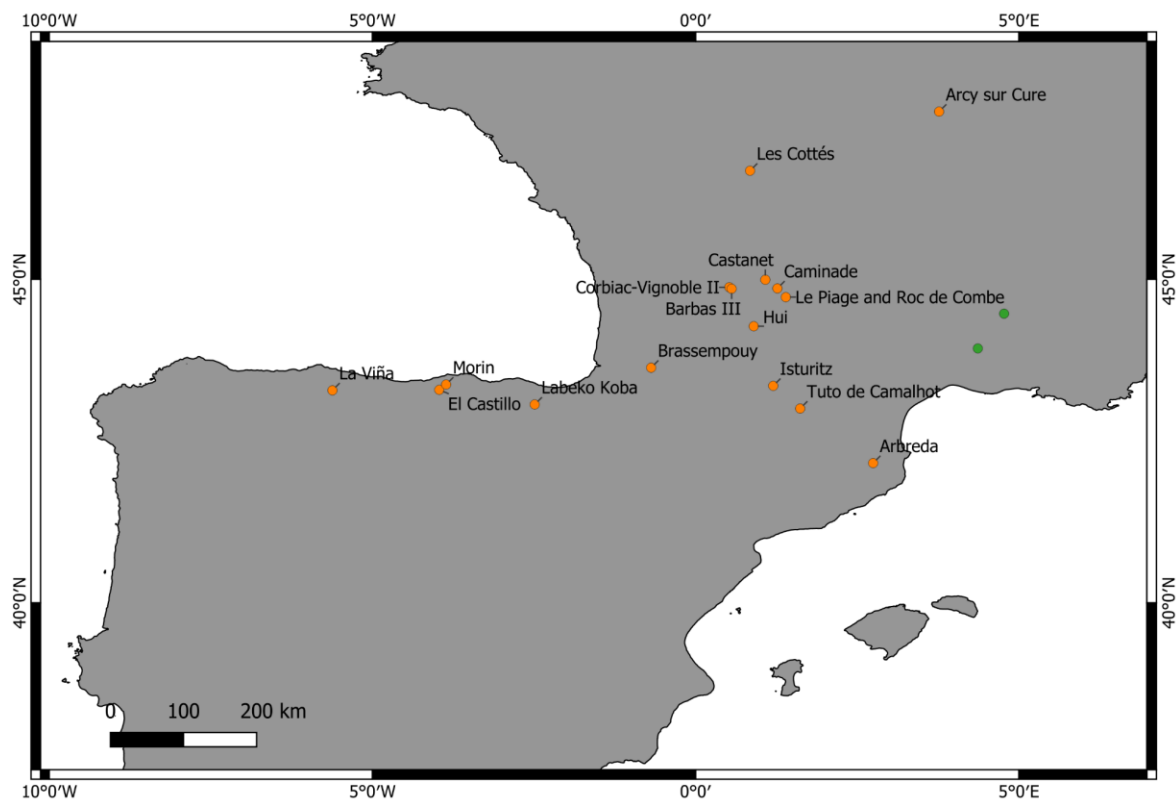 10°0′W 5°0′W 0°0′ 5°0′E
Arcy sur Cure
Les Cottés
45°0′N
45°0′N
Castanet
Caminade
Corbiac-Vignoble II
Le Piage and Roc de Combe
Barbas III
Hui
Brassempouy
La Viña
Morin
Isturitz
El Castillo
Labeko Koba
Tuto de Camalhot
Arbreda
40°0′N
40°0′N
0 100 200 km
10°0′W 5°0′W 0°0′ 5°0′E